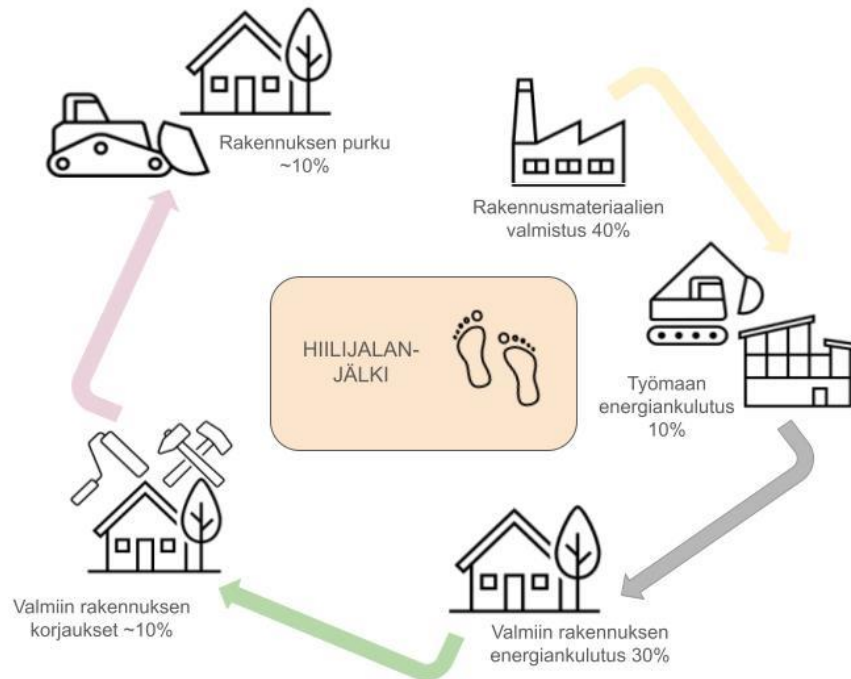 Rakennuksen purku
~10%
Rakennusmateriaalien
valmistus 40%
HIILIJALAN-
JÄLKI
Työmaan
energiankulutus
10%
Valmiin rakennuksen
korjaukset ~10%
Valmiin rakennuksen
energiankulutus 30%